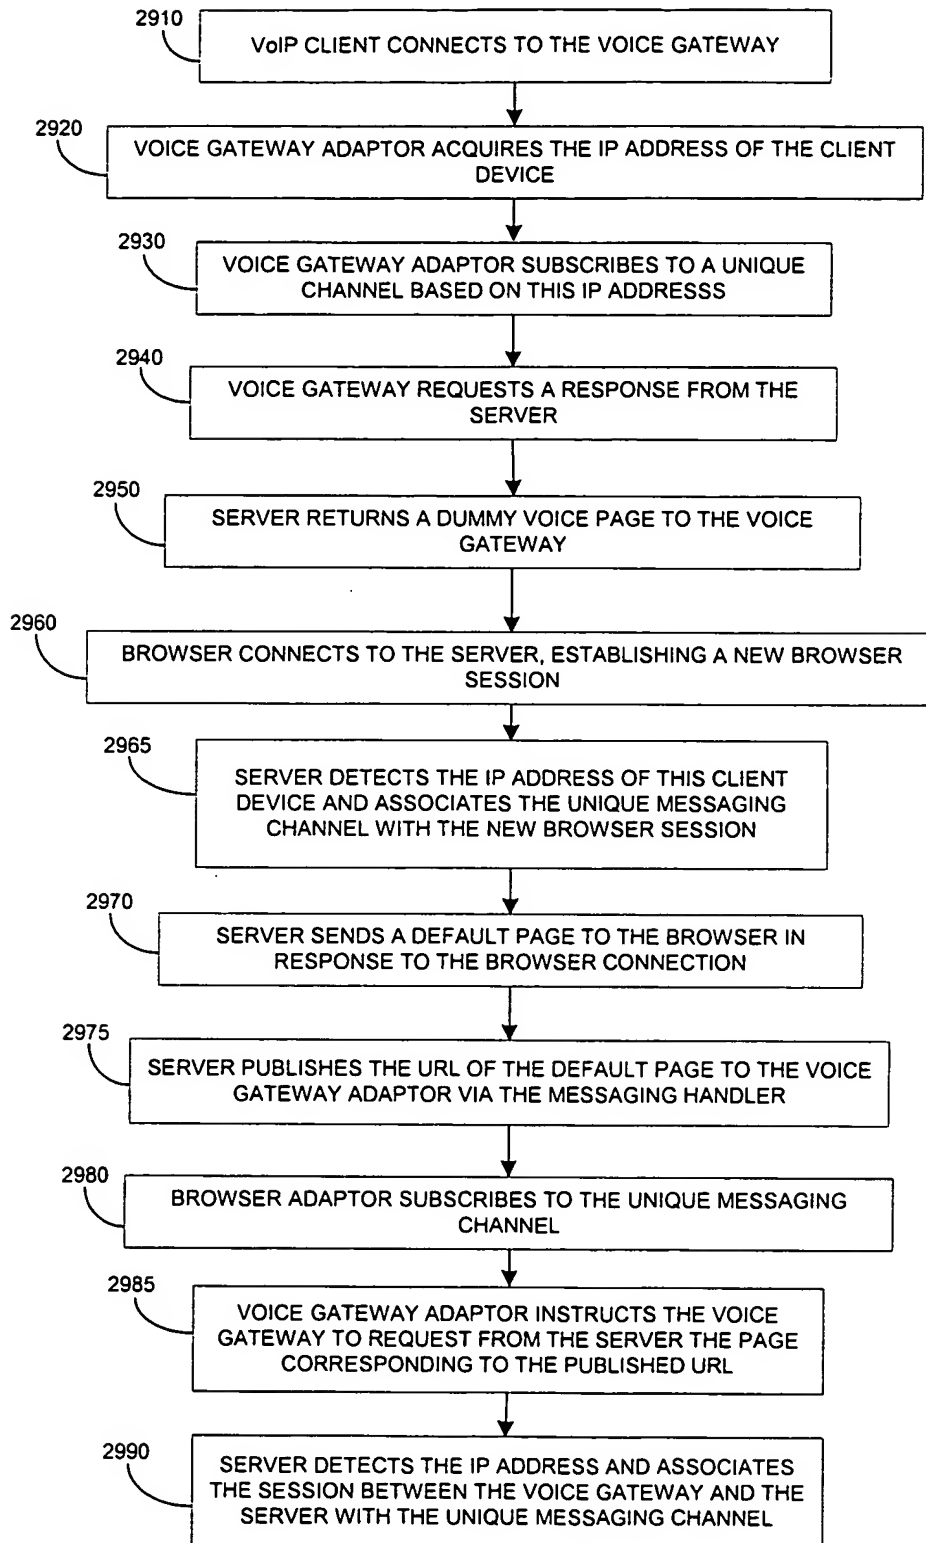 2910
VoIP CLIENT CONNECTS TO THE VOICE GATEWAY
2920
VOICE GATEWAY ADAPTOR ACQUIRES THE IP ADDRESS OF THE CLIENT
DEVICE
2930
VOICE GATEWAY ADAPTOR SUBSCRIBES TO A UNIQUE
CHANNEL BASED ON THIS IP ADDRESSS
2940
VOICE GATEWAY REQUESTS A RESPONSE FROM THE
SERVER
2950
SERVER RETURNS A DUMMY VOICE PAGE TO THE VOICE
GATEWAY
2960
BROWSER CONNECTS TO THE SERVER, ESTABLISHING A NEW BROWSER
SESSION
2965
SERVER DETECTS THE IP ADDRESS OF THIS CLIENT
DEVICE AND ASSOCIATES THE UNIQUE MESSAGING
CHANNEL WITH THE NEW BROWSER SESSION
2970
SERVER SENDS A DEFAULT PAGE TO THE BROWSER IN
RESPONSE TO THE BROWSER CONNECTION
2975
SERVER PUBLISHES THE URL OF THE DEFAULT PAGE TO THE VOICE
GATEWAY ADAPTOR VIA THE MESSAGING HANDLER
2980
BROWSER ADAPTOR SUBSCRIBES TO THE UNIQUE MESSAGING
CHANNEL
2985
VOICE GATEWAY ADAPTOR INSTRUCTS THE VOICE
GATEWAY TO REQUEST FROM THE SERVER THE PAGE
CORRESPONDING TO THE PUBLISHED URL
2990
SERVER DETECTS THE IP ADDRESS AND ASSOCIATES
THE SESSION BETWEEN THE VOICE GATEWAY AND THE
SERVER WITH THE UNIQUE MESSAGING CHANNEL